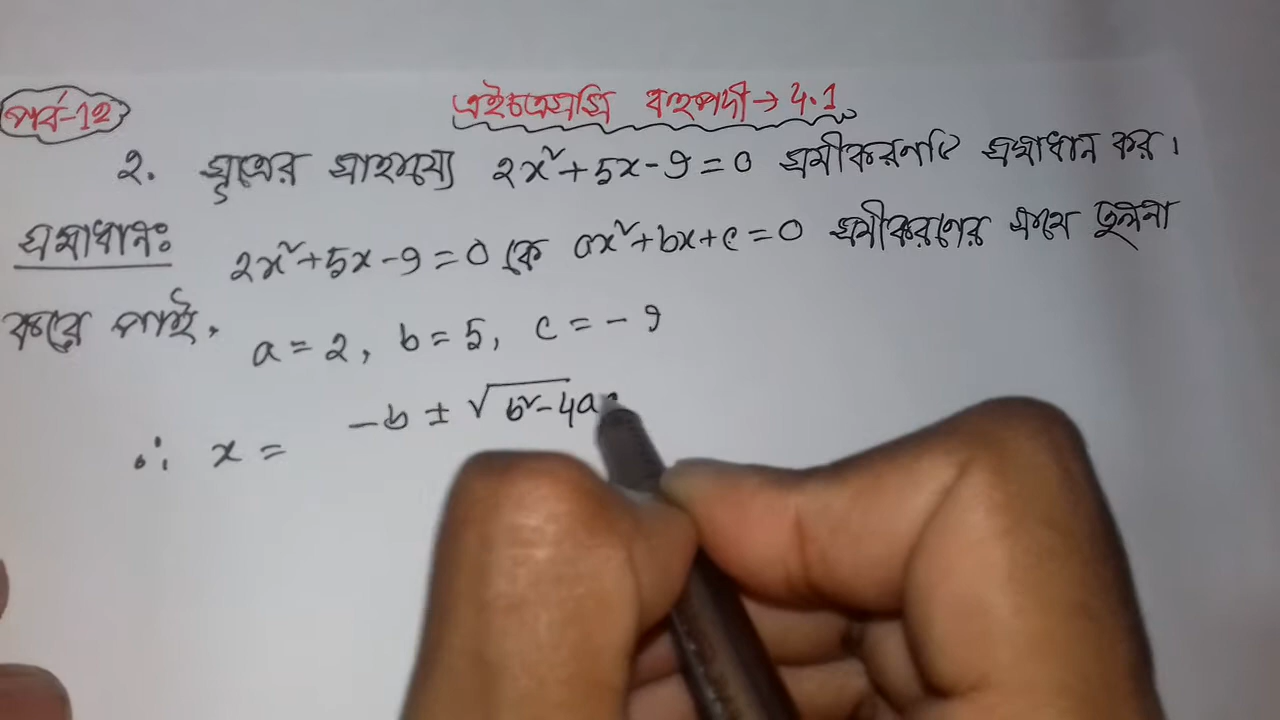 পর্ব-12
এইচএসসি বহুপদী→4.1
২. সূত্রের সাহায্যে 2x²+5x-9=0 সমীকরণটি সমাধান কর।
সমাধানঃ 2x²+5x-9=0 কে ax²+bx+c=0 সমীকরণের সাথে তুলনা
করে পাই,
a=2, b=5, c=-9
∴ x = -b ± √b²-4a